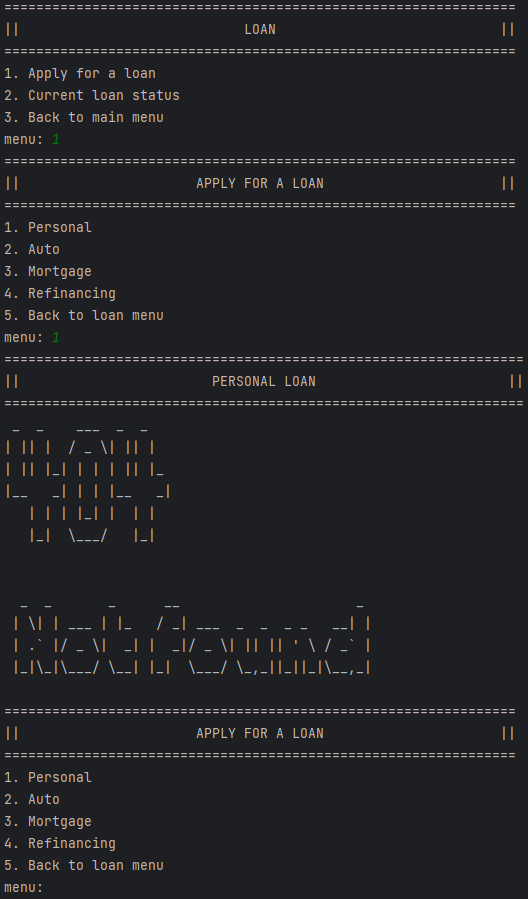 ================================================================
||                            LOAN                            ||
================================================================
1. Apply for a loan
2. Current loan status
3. Back to main menu
menu: 1
================================================================
||                      APPLY FOR A LOAN                      ||
================================================================
1. Personal
2. Auto
3. Mortgage
4. Refinancing
5. Back to loan menu
menu: 1
=================================================================
||                        PERSONAL LOAN                        ||
=================================================================
 _  _    ___  _  _
| || |  / _ \| || |
| || |_| | | | || |_
|__   _| | | |__   _|
   | | | |_| |  | |
   |_|  \___/   |_|


  _  _       _      __                      _
 | \| | ___ | |_   / _| ___  _  _  _ _   __| |
 | .` |/ _ \|  _| |  _|/ _ \| || || ' \ / _` |
 |_|\_|\___/ \__| |_|  \___/ \_,_||_||_|\__,_|

================================================================
||                      APPLY FOR A LOAN                      ||
================================================================
1. Personal
2. Auto
3. Mortgage
4. Refinancing
5. Back to loan menu
menu: